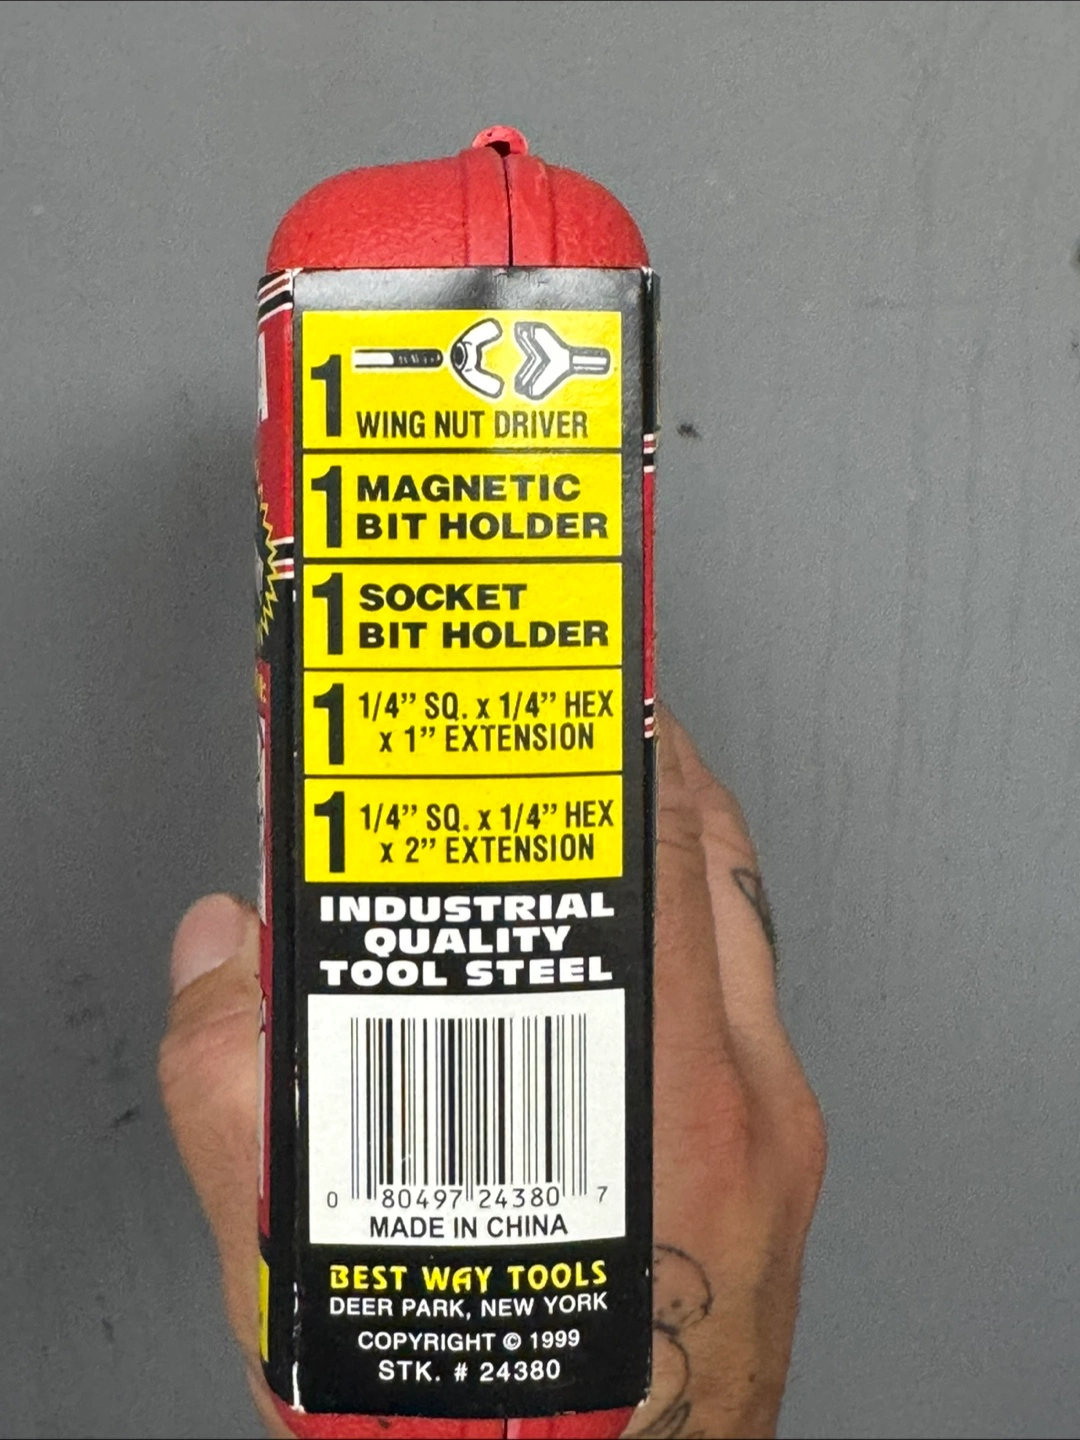 1 WING NUT DRIVER
1 MAGNETIC
BIT HOLDER
1 SOCKET
BIT HOLDER
1 1/4” SQ. x 1/4” HEX
x 1” EXTENSION
1 1/4” SQ. x 1/4” HEX
x 2” EXTENSION
INDUSTRIAL
QUALITY
TOOL STEEL
0 80497 24380 7
MADE IN CHINA
BEST WAY TOOLS
DEER PARK, NEW YORK
COPYRIGHT © 1999
STK. # 24380